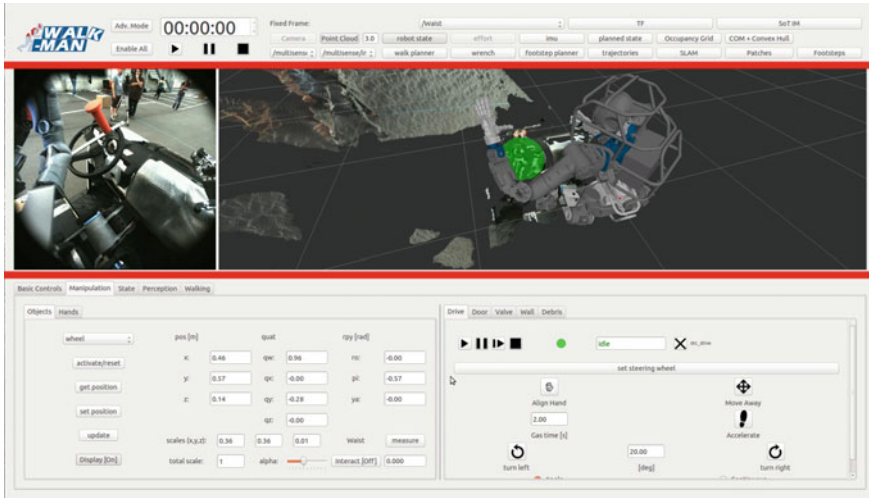 WALK
-MAN
Adv. Mode
Enable All
00:00:00
Fixed Frame: /Waist TF SoT IM
Camera Point Cloud 3.0 robot state effort imu planned state Occupancy Grid COM + Convex Hull
/multisense /multisense/ir walk planner wrench footstep planner trajectories SLAM Patches Footsteps
Basic Controls Manipulation State Perception Walking
Objects Hands
wheel
activate/reset
get position
set position
update
Display [On]
pos [m] quat rpy [rad]
x: 0.46 qw: 0.96 ro: -0.00
y: 0.57 qx: -0.00 pi: -0.57
z: 0.14 qy: -0.28 ya: -0.00
qz: -0.00
scales (x,y,z): 0.36 0.36 0.01 Waist measure
total scale: 1 alpha: Interact [Off] 0.000
Drive Door Valve Wall Debris
idle drc_drive
set steering wheel
Align Hand Move Away
2.00
Gas time [s] Accelerate
20.00
turn left [deg] turn right